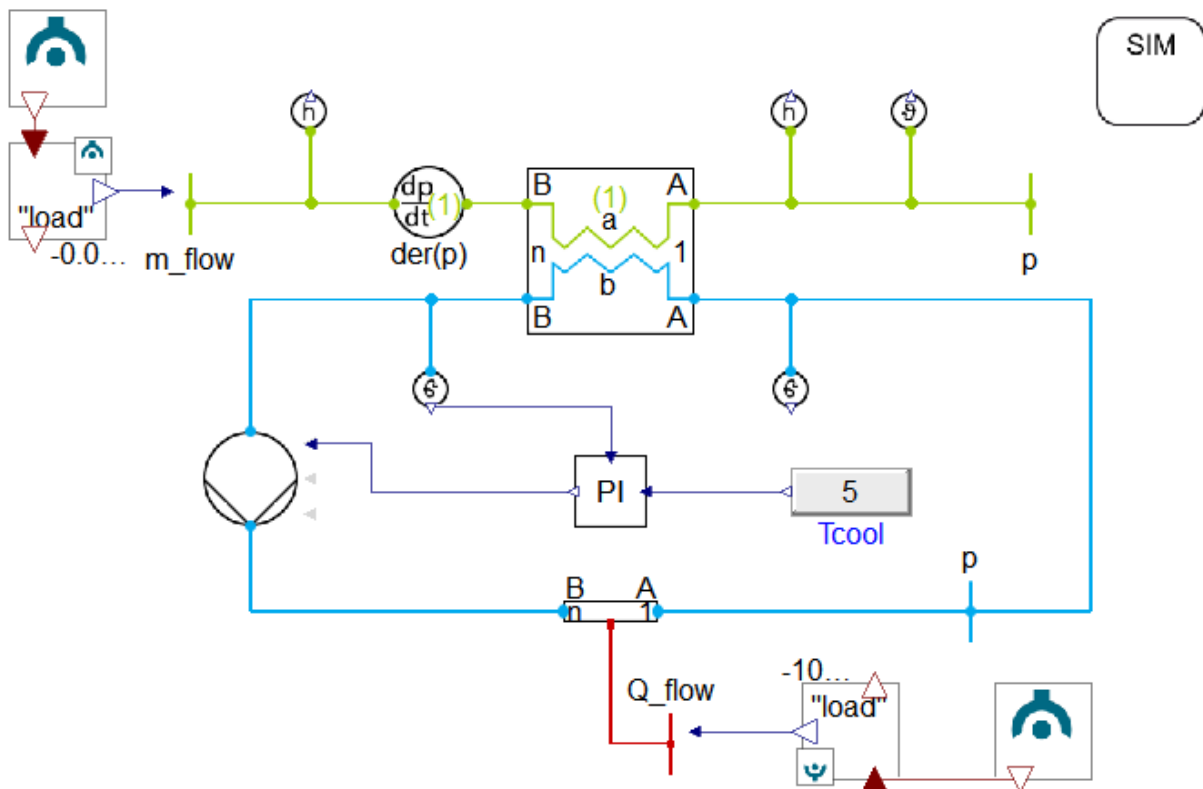 SIM
h
h
ϑ
dp
dt
(1)
B
A
(1)
a
n
1
b
B
A
"load"
-0.0...
m_flow
der(p)
p
ϑ
ϑ
PI
5
Tcool
B
A
n
1
p
Q_flow
-10...
"load"